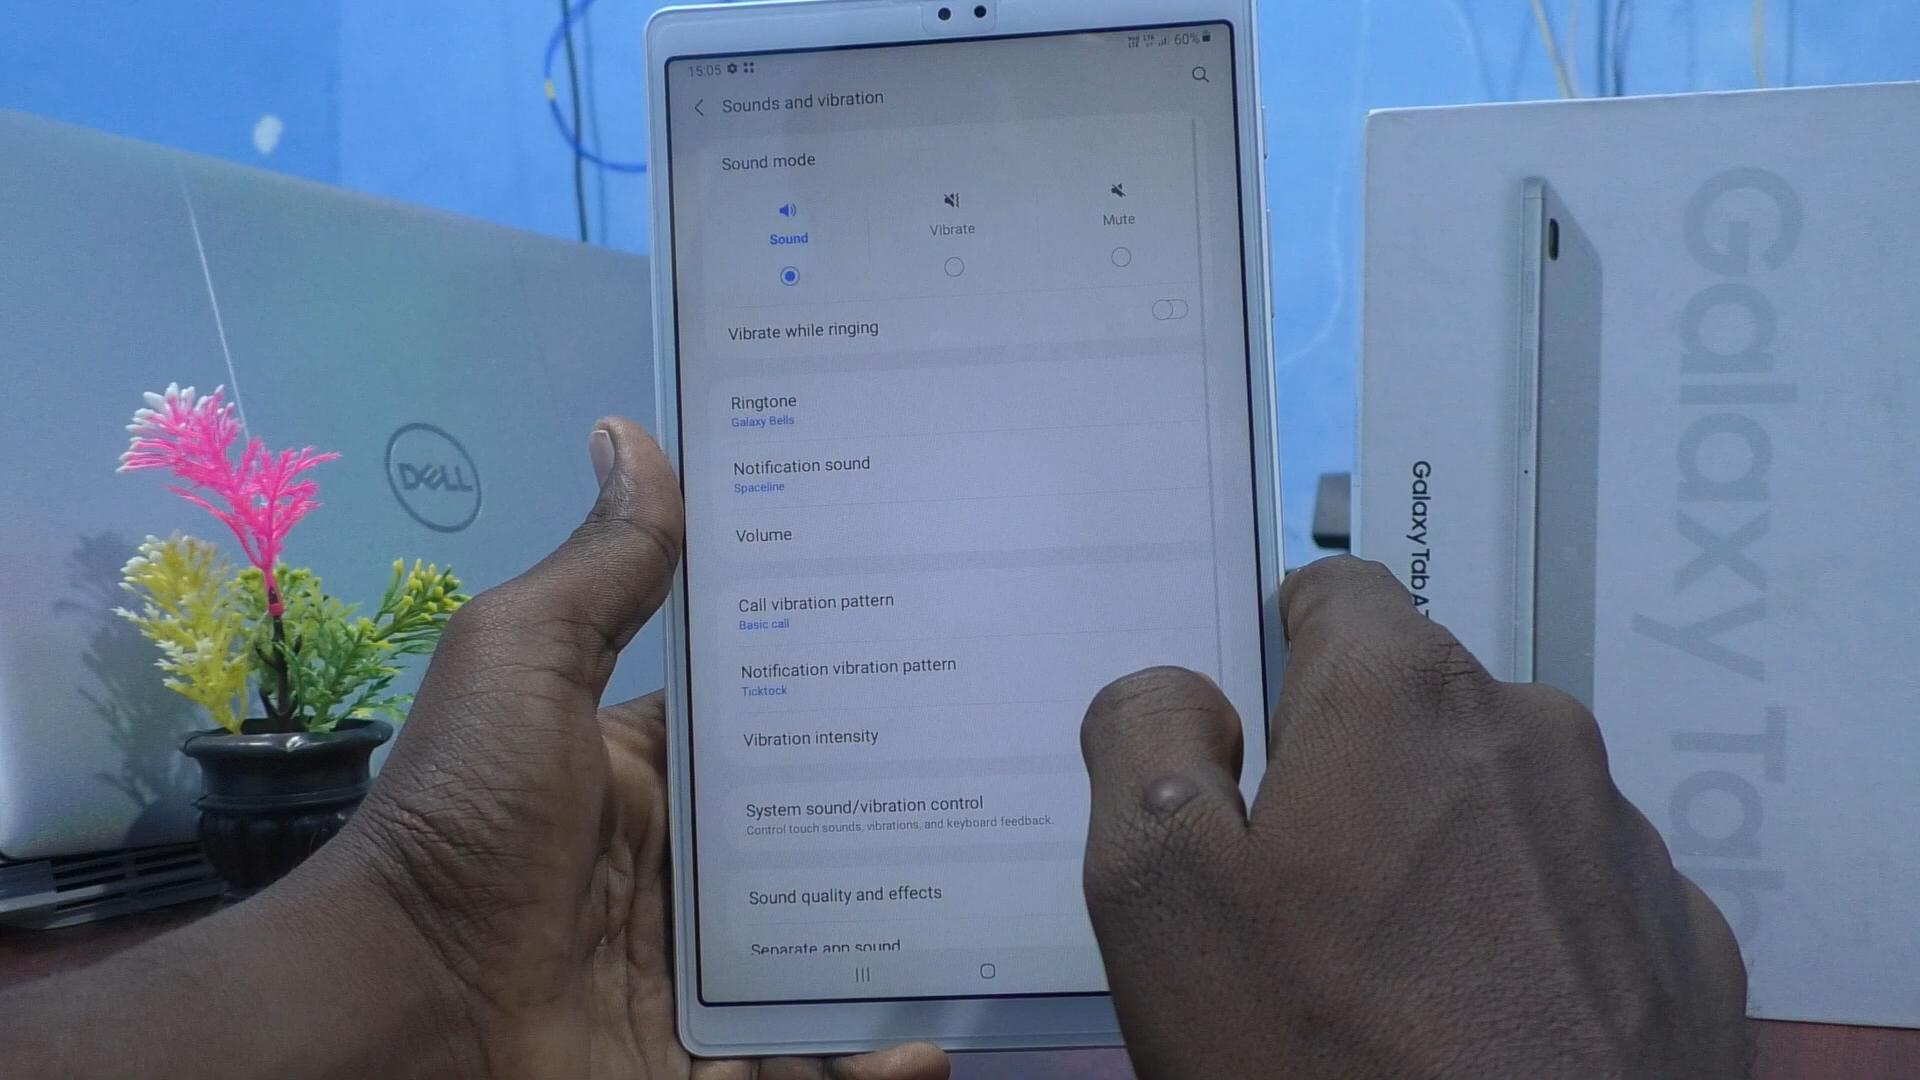 15:05
60%
Sounds and vibration
Sound mode
Sound
Vibrate
Mute
Vibrate while ringing
Ringtone
Galaxy Bells
Notification sound
Spaceline
Volume
Call vibration pattern
Basic call
Notification vibration pattern
Ticktock
Vibration intensity
System sound/vibration control
Control touch sounds, vibrations, and keyboard feedback.
Sound quality and effects
Separate app sound
DELL
Galaxy Tab A7
Galaxy Tab